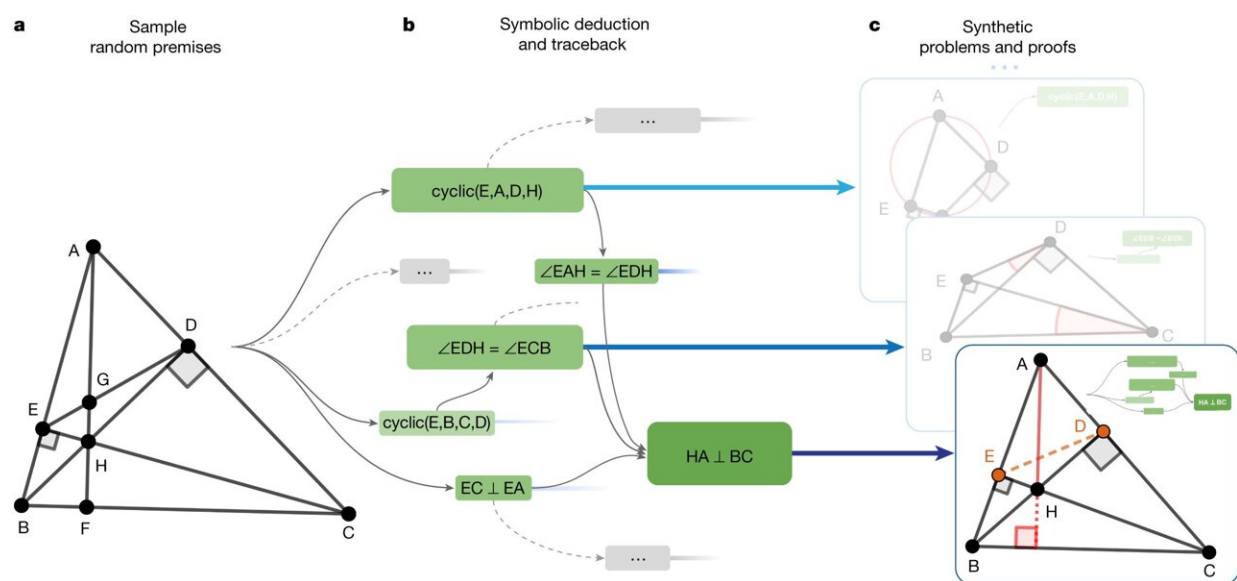 a
Sample
random premises
b
Symbolic deduction
and traceback
c
Synthetic
problems and proofs
...
A
D
G
E
H
B
F
C
...
cyclic(E,A,D,H)
...
∠EAH = ∠EDH
∠EDH = ∠ECB
cyclic(E,B,C,D)
HA ⊥ BC
EC ⊥ EA
...
A
cyclic(E,A,D,H)
D
E
D
E
B
C
A
D
E
H
B
C
HA ⊥ BC